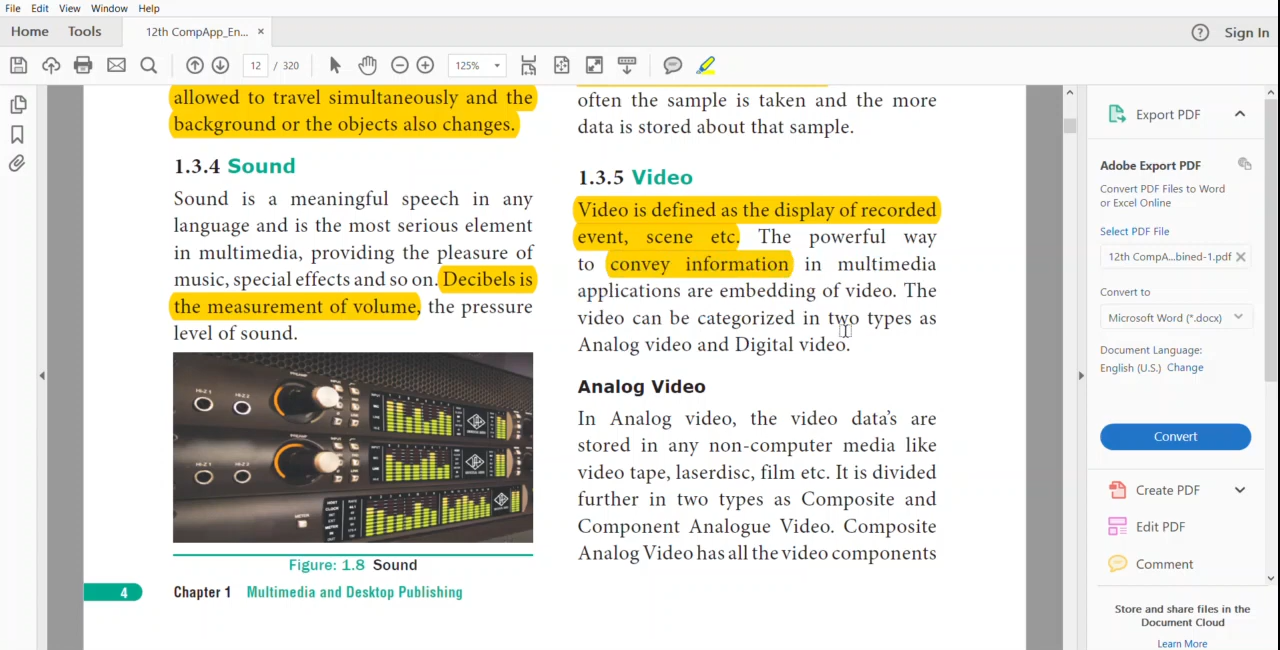 File Edit View Window Help
Home Tools 12th CompApp_En... × Sign In
12 / 320 125%
allowed to travel simultaneously and the
background or the objects also changes.
1.3.4 Sound
Sound is a meaningful speech in any
language and is the most serious element
in multimedia, providing the pleasure of
music, special effects and so on. Decibels is
the measurement of volume, the pressure
level of sound.
Figure: 1.8 Sound
4 Chapter 1 Multimedia and Desktop Publishing
often the sample is taken and the more
data is stored about that sample.
1.3.5 Video
Video is defined as the display of recorded
event, scene etc. The powerful way
to convey information in multimedia
applications are embedding of video. The
video can be categorized in two types as
Analog video and Digital video.
Analog Video
In Analog video, the video data's are
stored in any non-computer media like
video tape, laserdisc, film etc. It is divided
further in two types as Composite and
Component Analogue Video. Composite
Analog Video has all the video components
Export PDF
Adobe Export PDF
Convert PDF Files to Word
or Excel Online
Select PDF File
12th CompA...bined-1.pdf ×
Convert to
Microsoft Word (*.docx)
Document Language:
English (U.S.) Change
Convert
Create PDF
Edit PDF
Comment
Store and share files in the
Document Cloud
Learn More